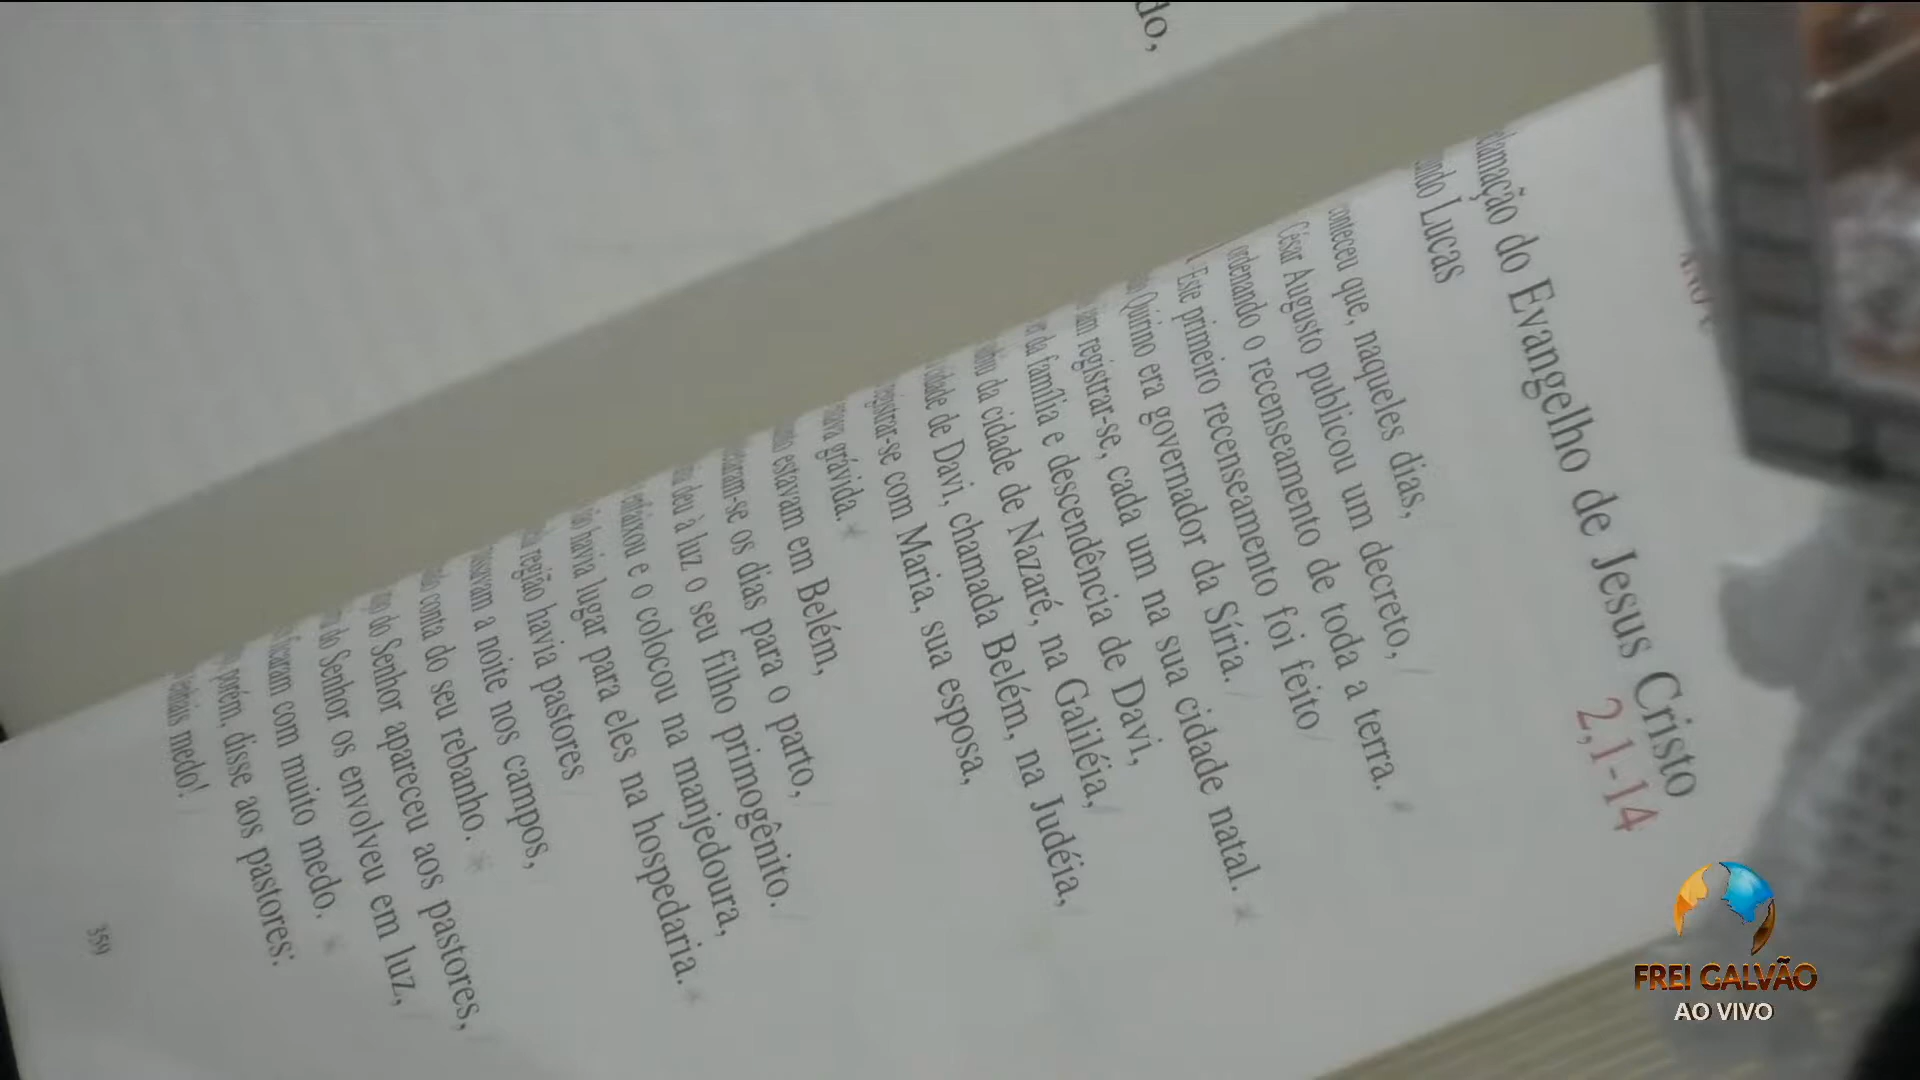 do,
do Evangelho de Jesus Cristo
Lucas
2,1-14
que, naqueles dias,
César Augusto publicou um decreto,
ordenando o recenseamento de toda a terra.
Este primeiro recenseamento foi feito
Quirino era governador da Síria.
registrar-se, cada um na sua cidade natal.
da família e descendência de Davi,
da cidade de Nazaré, na Galiléia,
de Davi, chamada Belém, na Judéia,
registrar-se com Maria, sua esposa,
grávida.
estavam em Belém,
os dias para o parto,
deu à luz o seu filho primogênito.
enfaixou e o colocou na manjedoura,
havia lugar para eles na hospedaria.
região havia pastores
a noite nos campos,
conta do seu rebanho.
do Senhor apareceu aos pastores,
do Senhor os envolveu em luz,
ficaram com muito medo.
porém, disse aos pastores:
medo!
359
FREI GALVÃO
AO VIVO